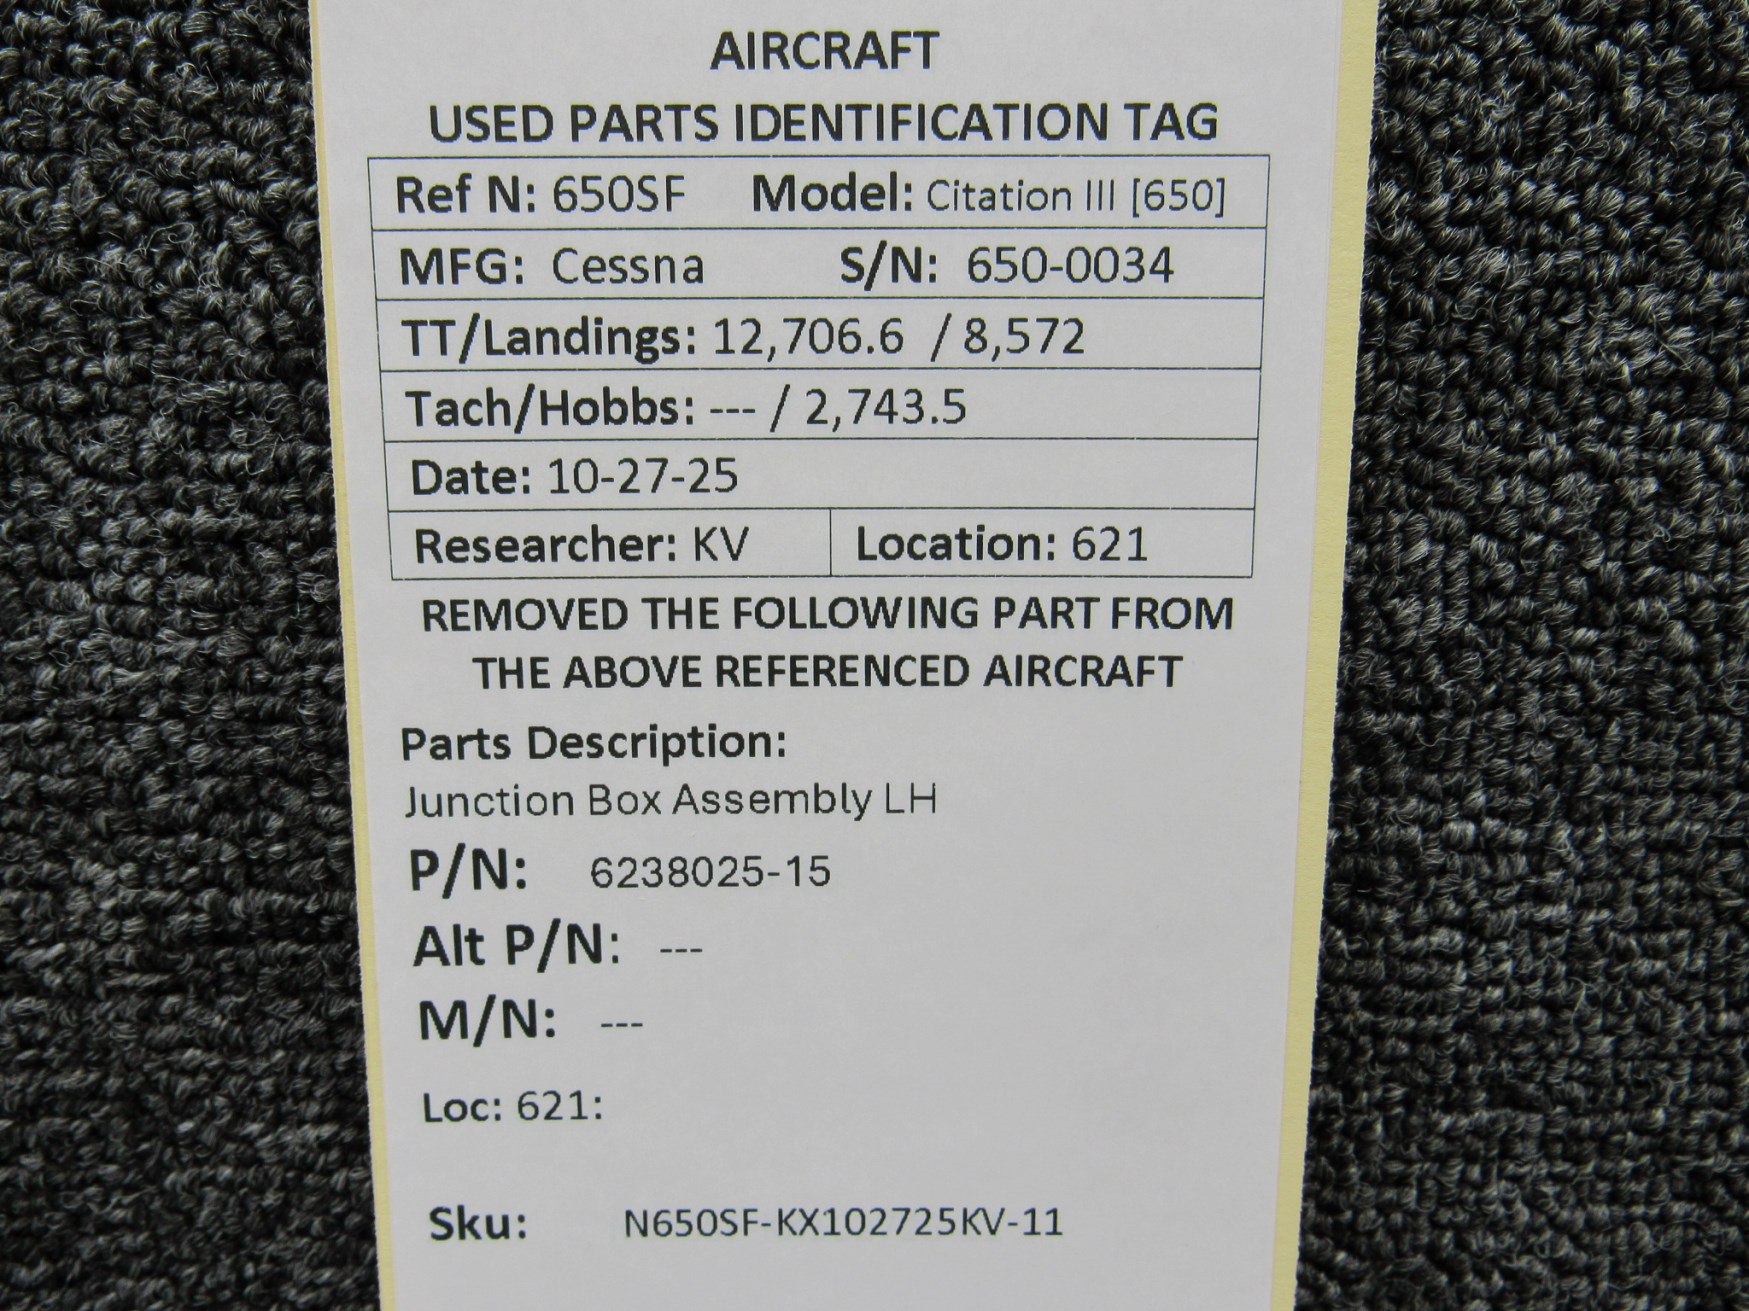 AIRCRAFT
USED PARTS IDENTIFICATION TAG
Ref N: 650SF Model: Citation III [650]
MFG: Cessna S/N: 650-0034
TT/Landings: 12,706.6 / 8,572
Tach/Hobbs: --- / 2,743.5
Date: 10-27-25
Researcher: KV Location: 621
REMOVED THE FOLLOWING PART FROM
THE ABOVE REFERENCED AIRCRAFT
Parts Description:
Junction Box Assembly LH
P/N: 6238025-15
Alt P/N: ---
M/N: ---
Loc: 621:
Sku: N650SF-KX102725KV-11